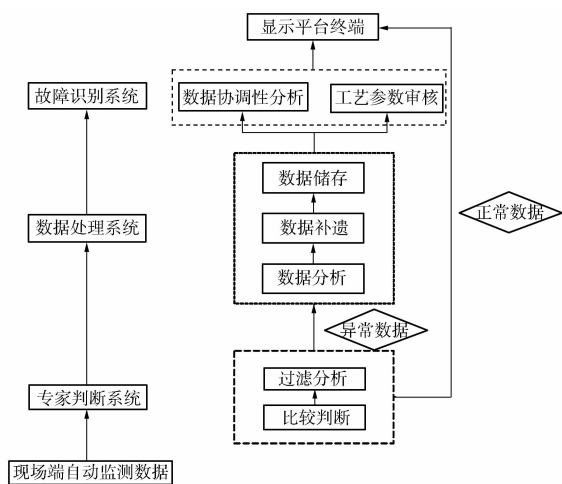 显示平台终端
故障识别系统
数据协调性分析
工艺参数审核
数据储存
数据处理系统
数据补遗
正常数据
数据分析
异常数据
过滤分析
专家判断系统
比较判断
现场端自动监测数据